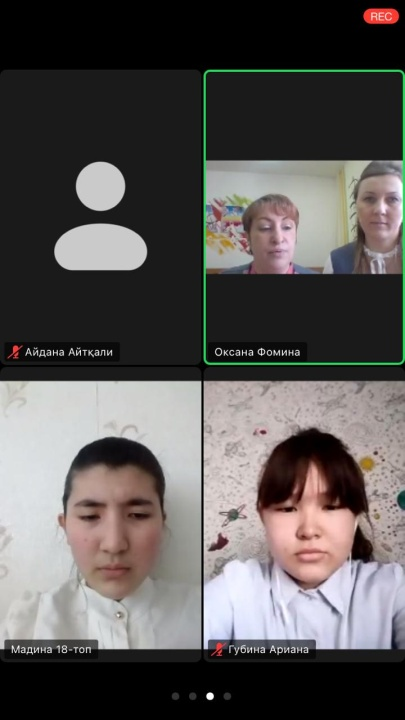 REC
Айдана Айтқали
Оксана Фомина
Мадина 18-топ
Губина Ариана